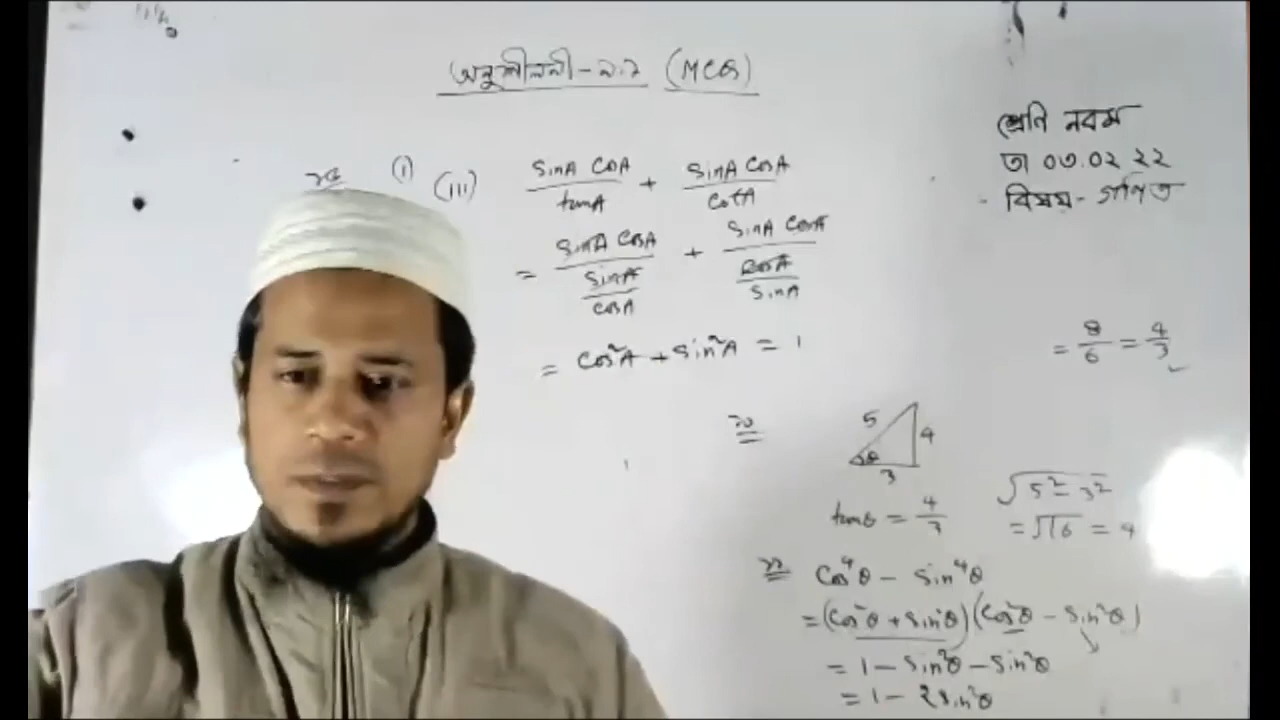 অনুশীলনী - ৯.২ (MCQ)
শ্রেণি নবম
তা ০৩.০২ ২২
বিষয় - গণিত
(i) (iii) sinA CosA/tanA + sinA CosA/CotA
= sinA CosA/(sinA/CosA) + sinA CosA/(CosA/sinA)
= Cos²A + sin²A = 1
= 8/6 = 4/3
5 4 θ 3
tanθ = 4/3
√5² - 3²
= √16 = 4
Cos⁴θ - sin⁴θ
= (Cos²θ + sin²θ)(Cos²θ - sin²θ)
= 1 - sin²θ - sin²θ
= 1 - 2sin²θ